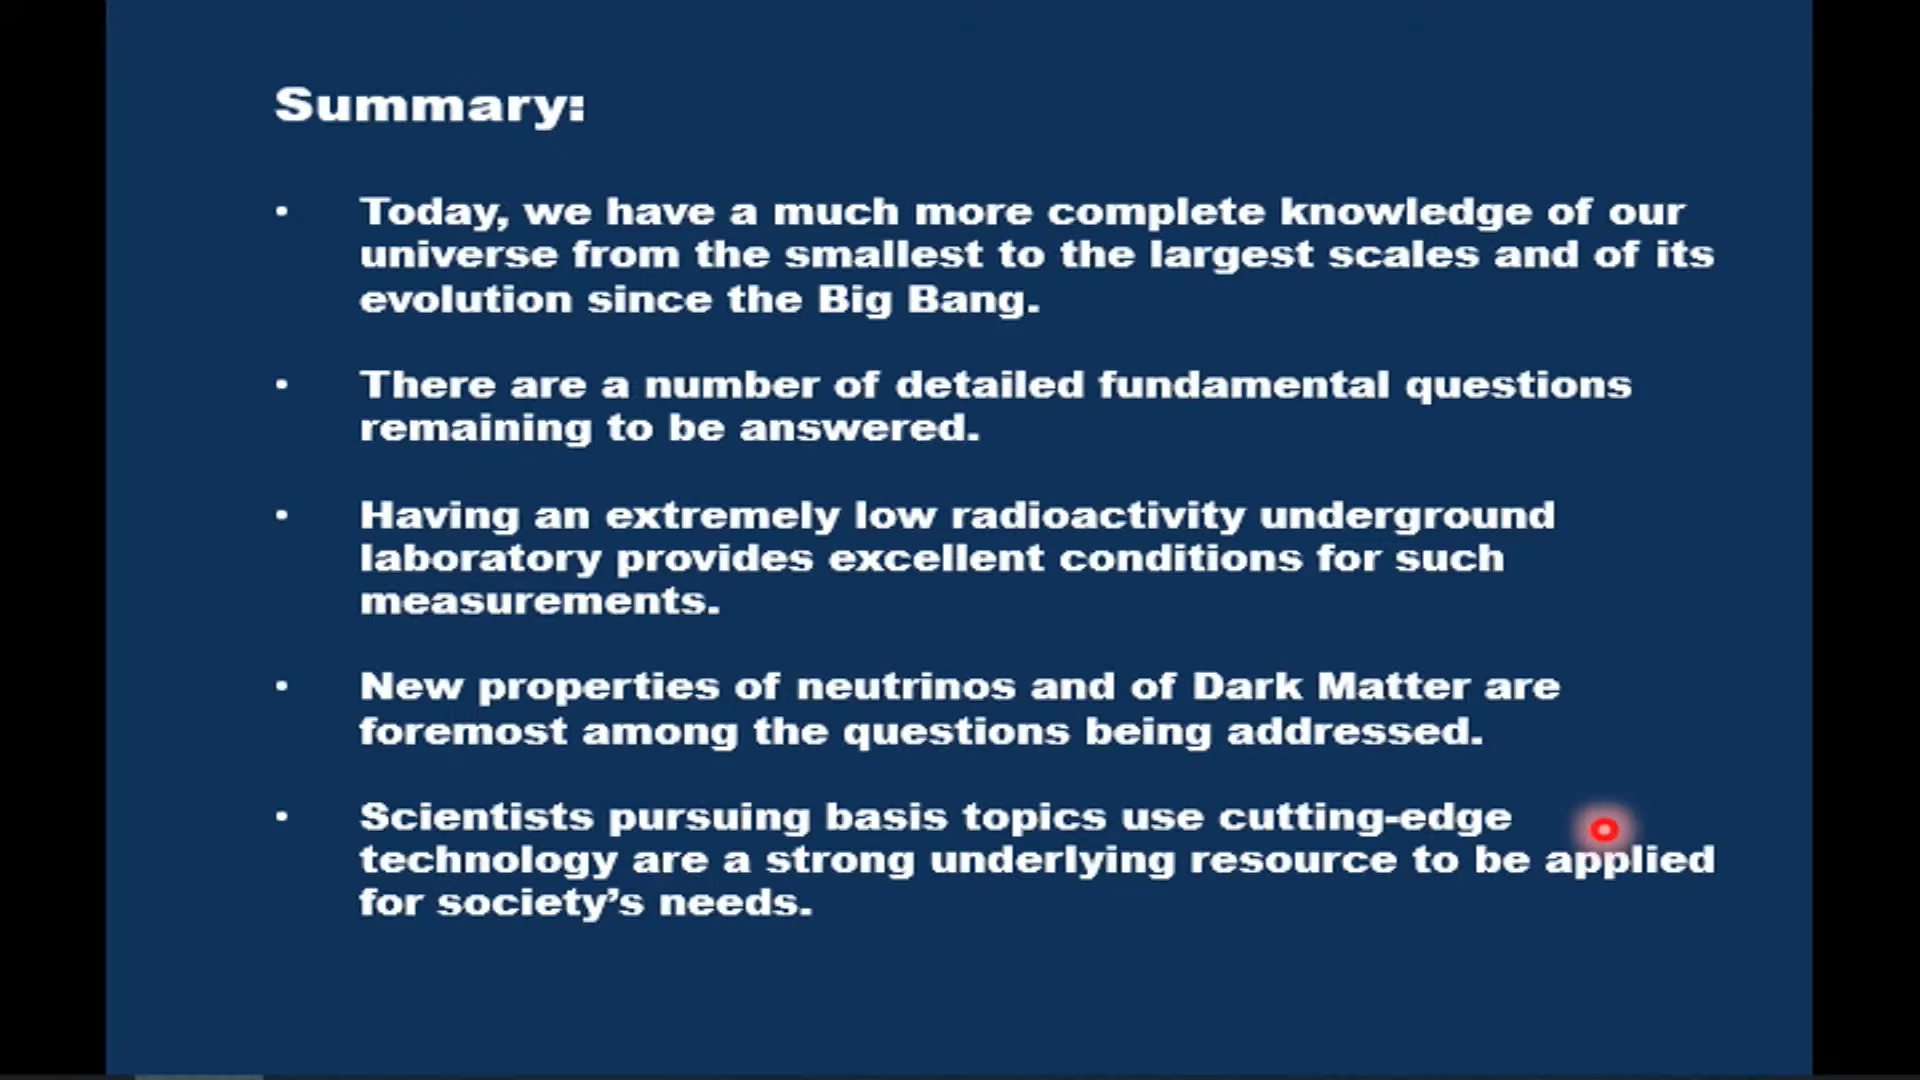 Summary:
• Today, we have a much more complete knowledge of our
universe from the smallest to the largest scales and of its
evolution since the Big Bang.
• There are a number of detailed fundamental questions
remaining to be answered.
• Having an extremely low radioactivity underground
laboratory provides excellent conditions for such
measurements.
• New properties of neutrinos and of Dark Matter are
foremost among the questions being addressed.
• Scientists pursuing basis topics use cutting-edge
technology are a strong underlying resource to be applied
for society’s needs.